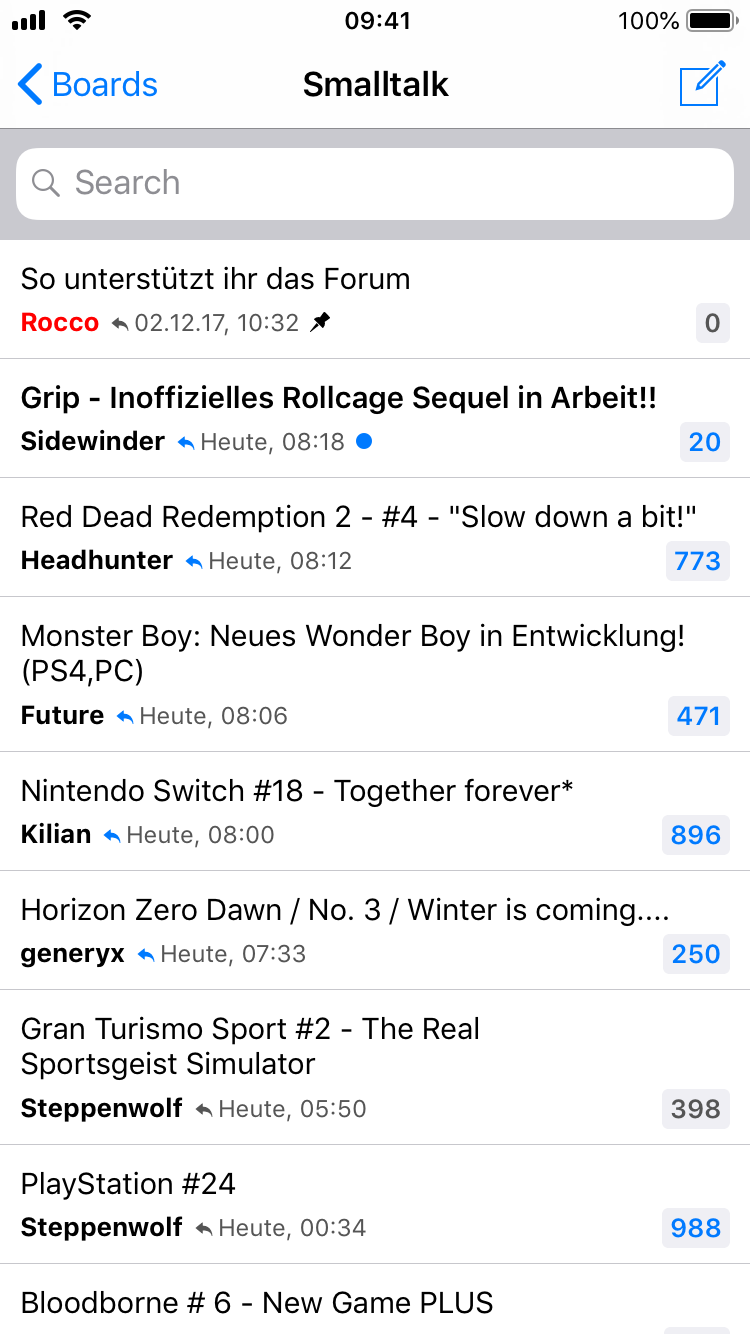 09:41
100%
Boards
Smalltalk
Search
So unterstützt ihr das Forum
Rocco 02.12.17, 10:32
0
Grip - Inoffizielles Rollcage Sequel in Arbeit!!
Sidewinder Heute, 08:18
20
Red Dead Redemption 2 - #4 - "Slow down a bit!"
Headhunter Heute, 08:12
773
Monster Boy: Neues Wonder Boy in Entwicklung!
(PS4,PC)
Future Heute, 08:06
471
Nintendo Switch #18 - Together forever*
Kilian Heute, 08:00
896
Horizon Zero Dawn / No. 3 / Winter is coming....
generyx Heute, 07:33
250
Gran Turismo Sport #2 - The Real
Sportsgeist Simulator
Steppenwolf Heute, 05:50
398
PlayStation #24
Steppenwolf Heute, 00:34
988
Bloodborne # 6 - New Game PLUS